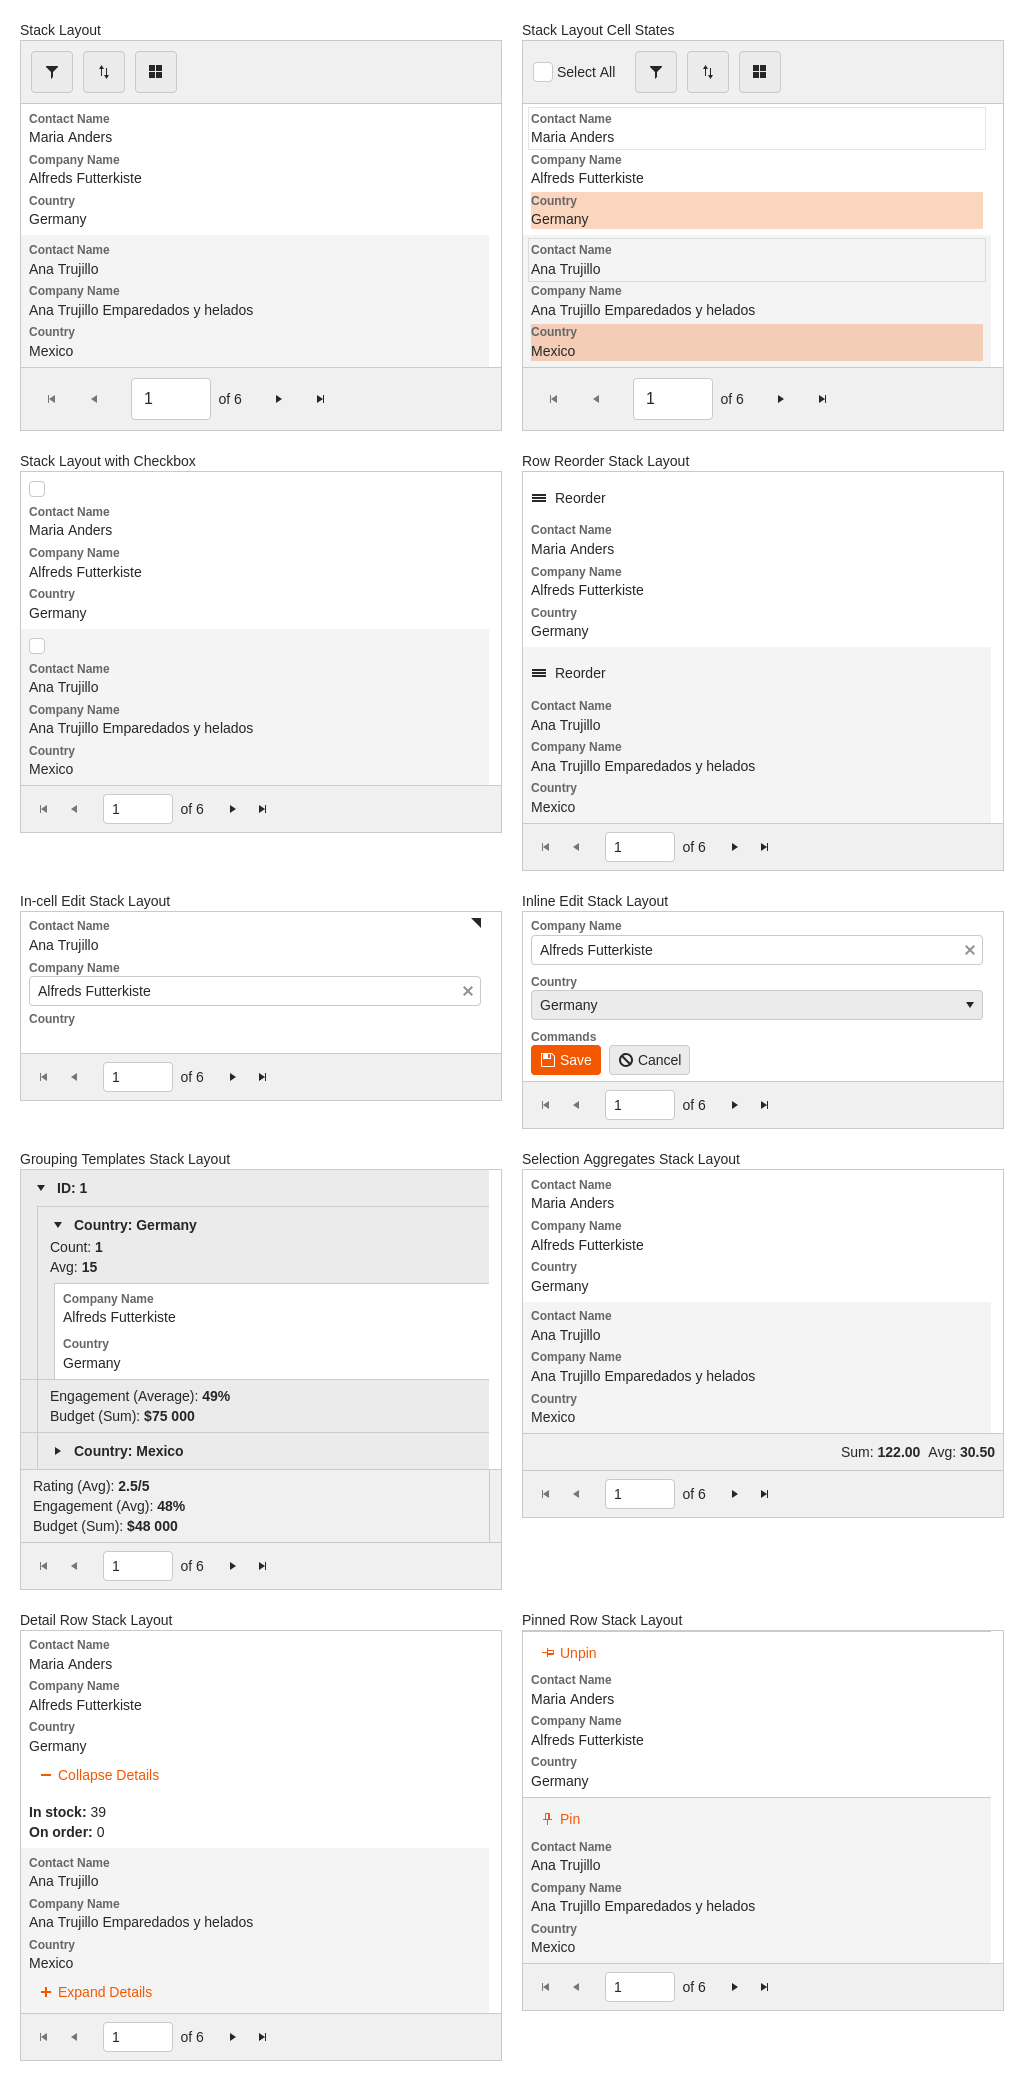 Stack Layout
Contact Name
Maria Anders
Company Name
Alfreds Futterkiste
Country
Germany
Contact Name
Ana Trujillo
Company Name
Ana Trujillo Emparedados y helados
Country
Mexico
1 of 6
Stack Layout Cell States
Select All
Contact Name
Maria Anders
Company Name
Alfreds Futterkiste
Country
Germany
Contact Name
Ana Trujillo
Company Name
Ana Trujillo Emparedados y helados
Country
Mexico
1 of 6
Stack Layout with Checkbox
Contact Name
Maria Anders
Company Name
Alfreds Futterkiste
Country
Germany
Contact Name
Ana Trujillo
Company Name
Ana Trujillo Emparedados y helados
Country
Mexico
1 of 6
Row Reorder Stack Layout
Reorder
Contact Name
Maria Anders
Company Name
Alfreds Futterkiste
Country
Germany
Reorder
Contact Name
Ana Trujillo
Company Name
Ana Trujillo Emparedados y helados
Country
Mexico
1 of 6
In-cell Edit Stack Layout
Contact Name
Ana Trujillo
Company Name
Alfreds Futterkiste
Country
1 of 6
Inline Edit Stack Layout
Company Name
Alfreds Futterkiste
Country
Germany
Commands
Save Cancel
1 of 6
Grouping Templates Stack Layout
ID: 1
Country: Germany
Count: 1
Avg: 15
Company Name
Alfreds Futterkiste
Country
Germany
Engagement (Average): 49%
Budget (Sum): $75 000
Country: Mexico
Rating (Avg): 2.5/5
Engagement (Avg): 48%
Budget (Sum): $48 000
1 of 6
Selection Aggregates Stack Layout
Contact Name
Maria Anders
Company Name
Alfreds Futterkiste
Country
Germany
Contact Name
Ana Trujillo
Company Name
Ana Trujillo Emparedados y helados
Country
Mexico
Sum: 122.00 Avg: 30.50
1 of 6
Detail Row Stack Layout
Contact Name
Maria Anders
Company Name
Alfreds Futterkiste
Country
Germany
Collapse Details
In stock: 39
On order: 0
Contact Name
Ana Trujillo
Company Name
Ana Trujillo Emparedados y helados
Country
Mexico
Expand Details
1 of 6
Pinned Row Stack Layout
Unpin
Contact Name
Maria Anders
Company Name
Alfreds Futterkiste
Country
Germany
Pin
Contact Name
Ana Trujillo
Company Name
Ana Trujillo Emparedados y helados
Country
Mexico
1 of 6